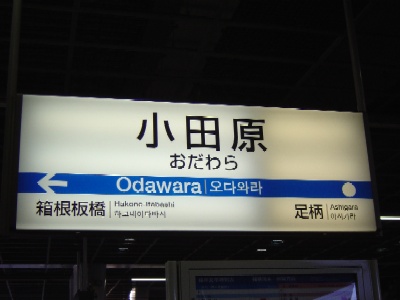 小田原
おだわら
Odawara 오다와라
箱根板橋 Hakone-Itabashi 하코네이타바시
足柄 Ashigara 아시가라